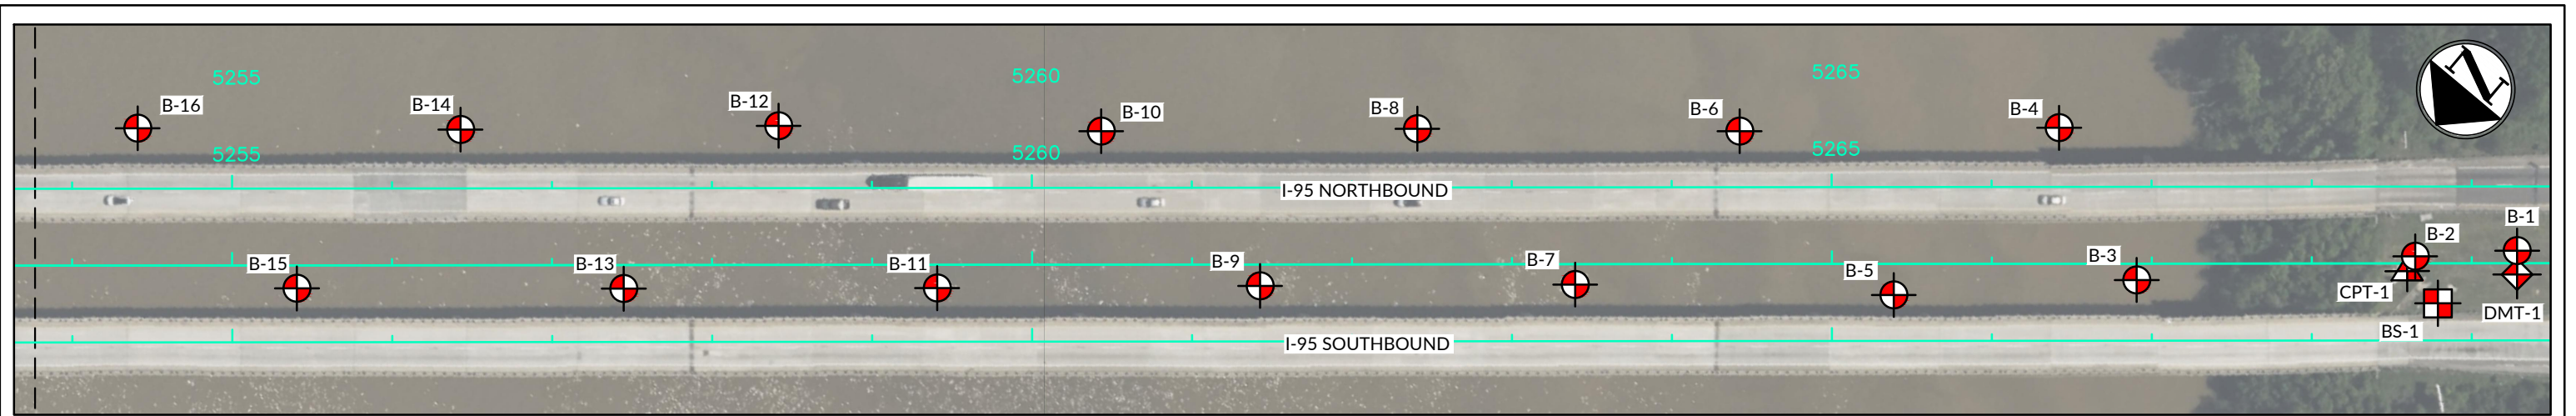 5255
5260
5265
B-16
B-14
B-12
B-10
B-8
B-6
B-4
N
5255
5260
5265
I-95 NORTHBOUND
B-15
B-13
B-11
B-9
B-7
B-5
B-3
B-2
B-1
CPT-1
BS-1
DMT-1
I-95 SOUTHBOUND